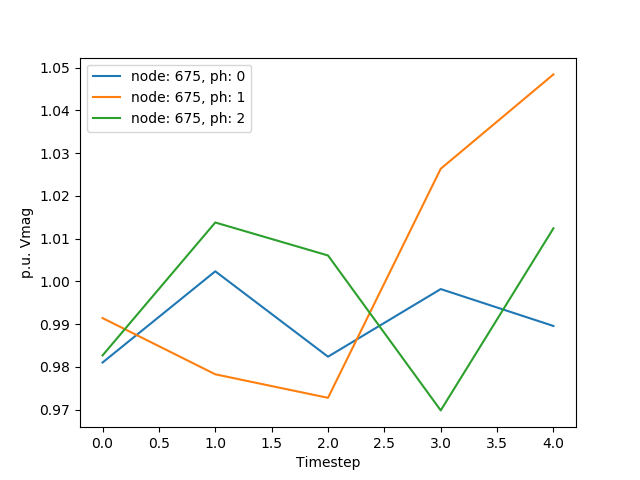 node: 675, ph: 0
node: 675, ph: 1
node: 675, ph: 2
1.05
1.04
1.03
1.02
1.01
1.00
0.99
0.98
0.97
p.u. Vmag
0.0 0.5 1.0 1.5 2.0 2.5 3.0 3.5 4.0
Timestep